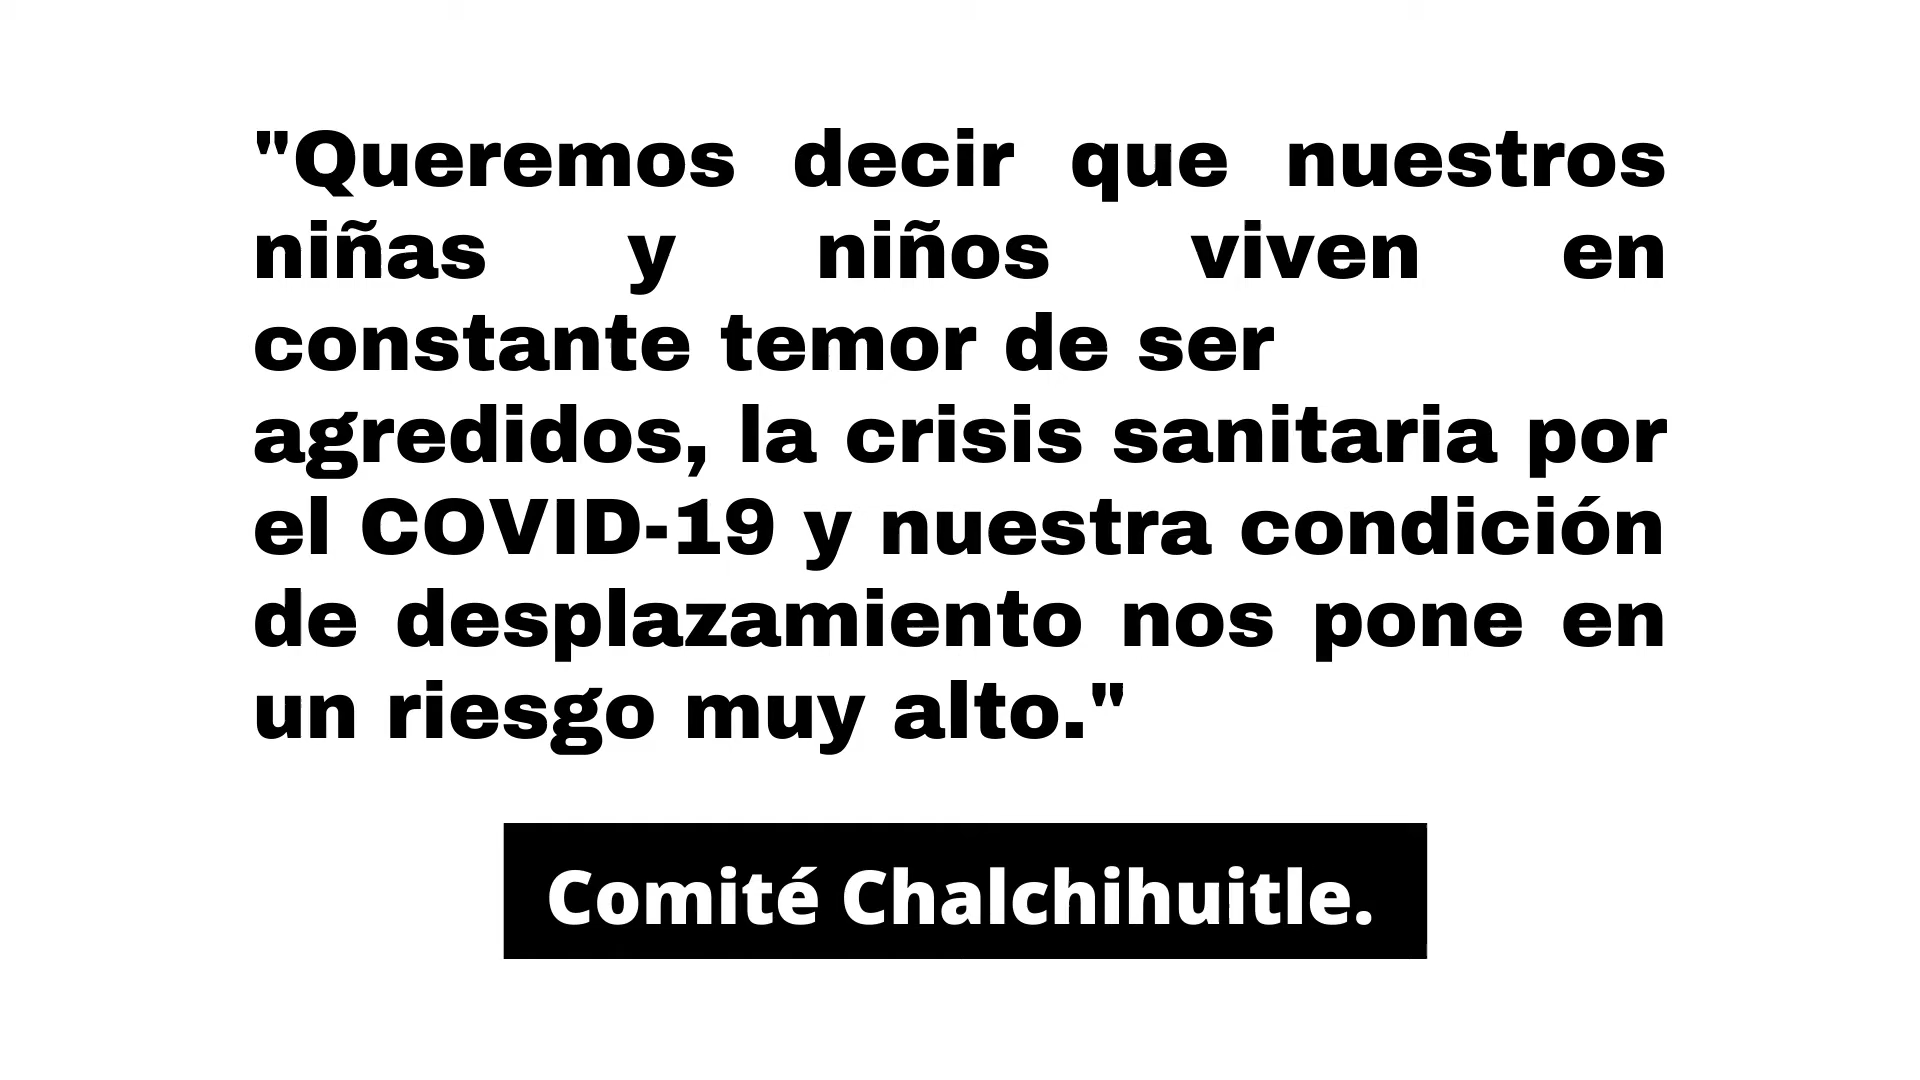 "Queremos decir que nuestros
niñas y niños viven en
constante temor de ser
agredidos, la crisis sanitaria por
el COVID-19 y nuestra condición
de desplazamiento nos pone en
un riesgo muy alto."
Comité Chalchihuitle.